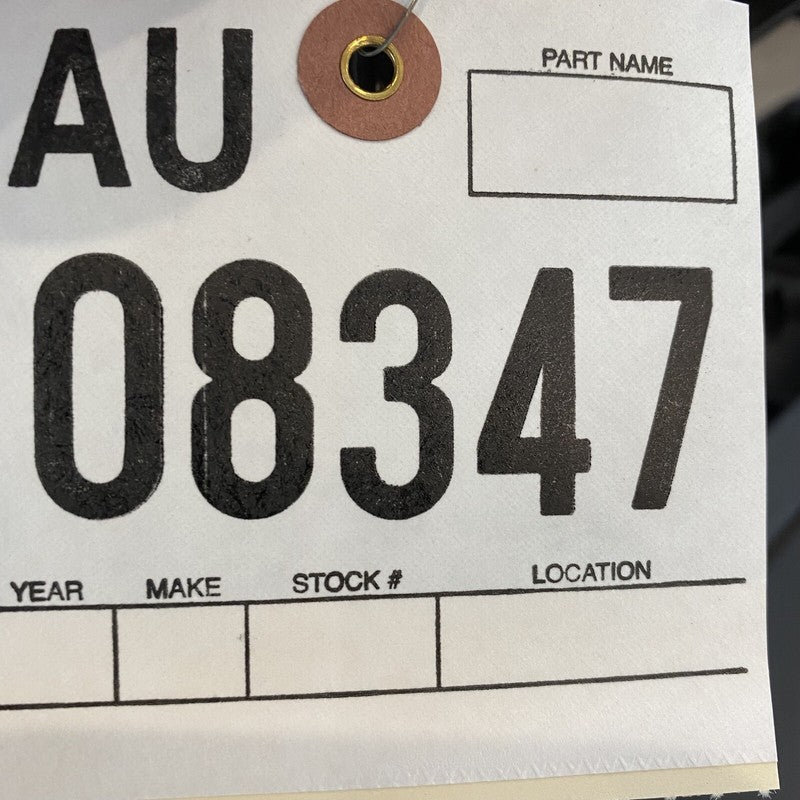 AU
PART NAME
08347
YEAR MAKE STOCK # LOCATION